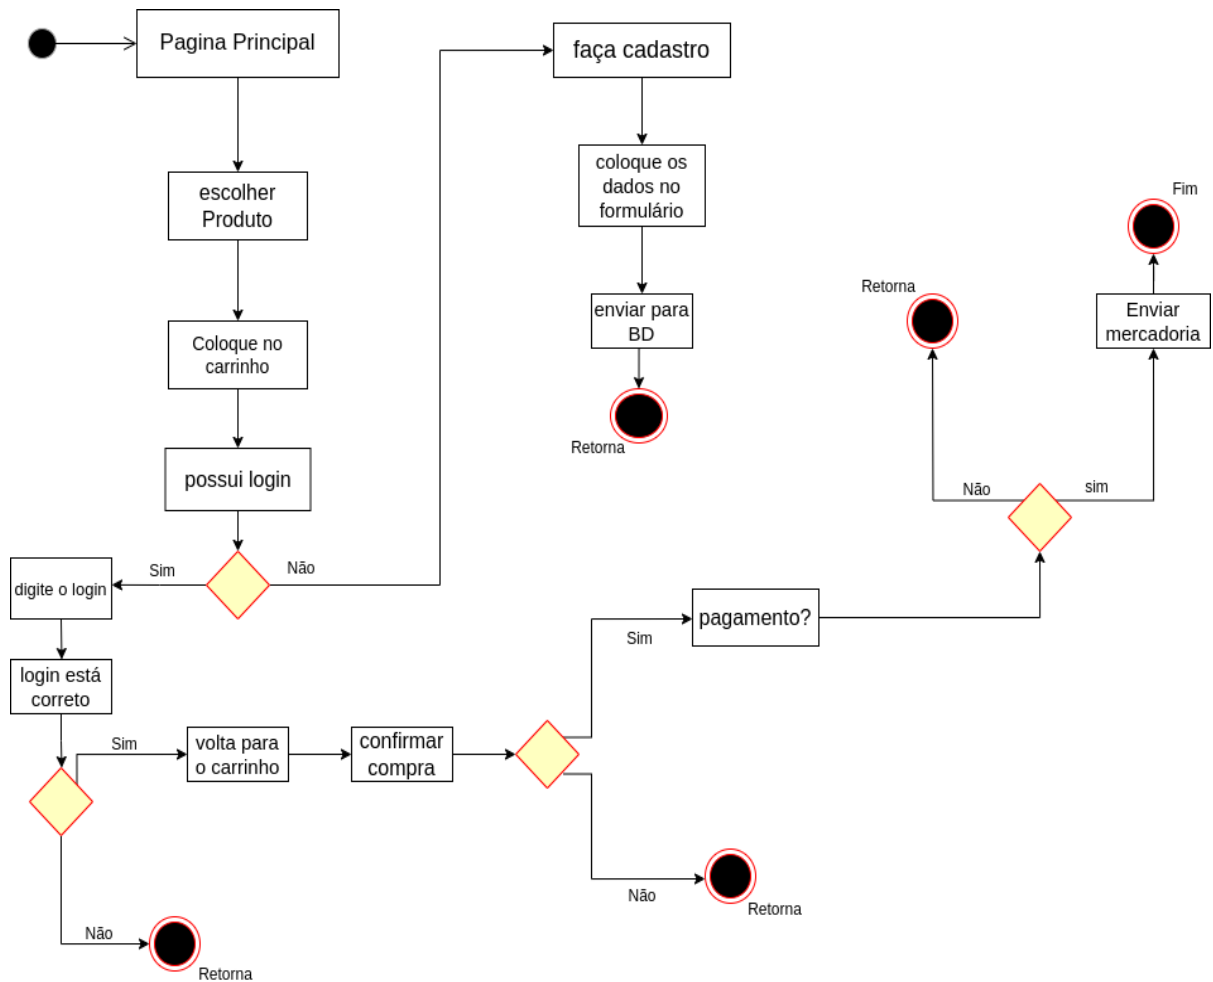 Pagina Principal
escolher
Produto
Coloque no
carrinho
possui login
Sim
Não
digite o login
login está
correto
Sim
Não
Retorna
volta para
o carrinho
confirmar
compra
Sim
Não
Retorna
faça cadastro
coloque os
dados no
formulário
enviar para
BD
Retorna
pagamento?
Não
sim
Retorna
Enviar
mercadoria
Fim